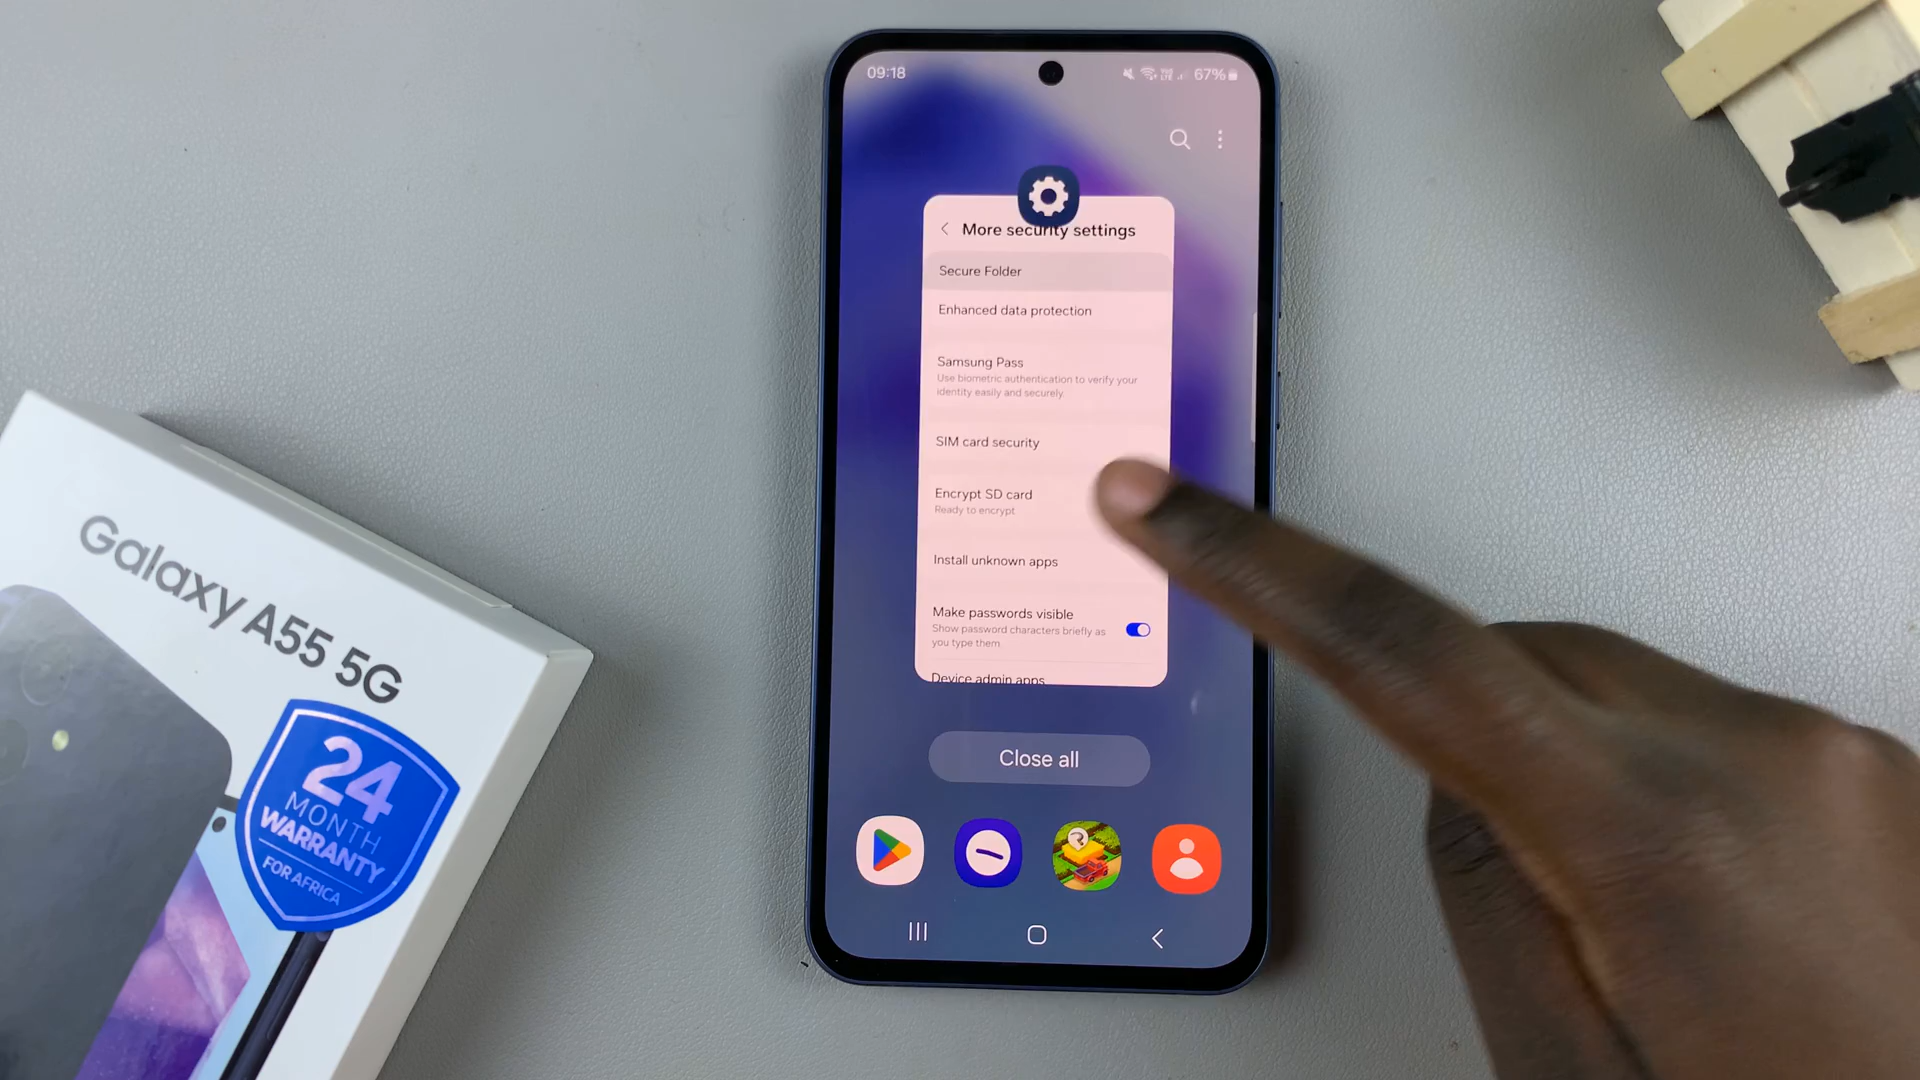 09:18
67%
More security settings
Secure Folder
Enhanced data protection
Samsung Pass
Use biometric authentication to verify your
identity easily and securely.
SIM card security
Encrypt SD card
Ready to encrypt
Install unknown apps
Make passwords visible
Show password characters briefly as
you type them
Device admin apps
Close all
Galaxy A55 5G
24
MONTH
WARRANTY
FOR AFRICA